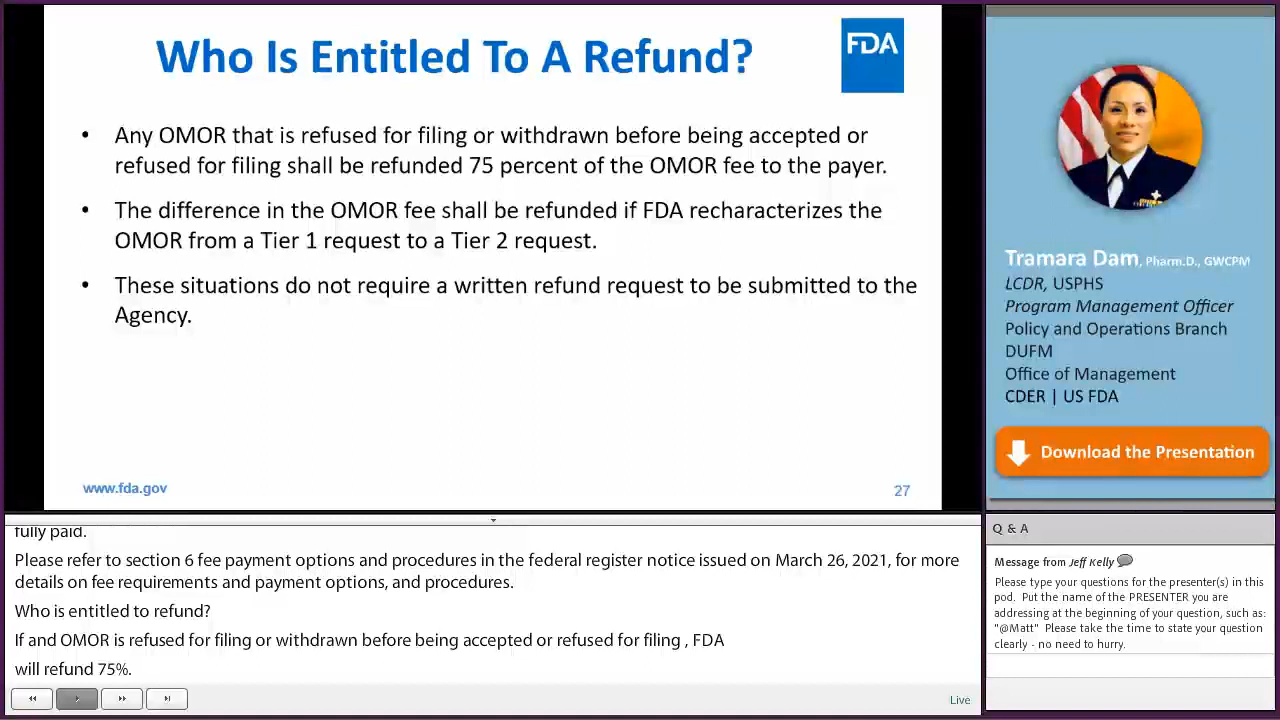 Who Is Entitled To A Refund?
FDA
• Any OMOR that is refused for filing or withdrawn before being accepted or
refused for filing shall be refunded 75 percent of the OMOR fee to the payer.
• The difference in the OMOR fee shall be refunded if FDA recharacterizes the
OMOR from a Tier 1 request to a Tier 2 request.
• These situations do not require a written refund request to be submitted to the
Agency.
www.fda.gov
27
Tramara Dam, Pharm.D., GWCPM
LCDR, USPHS
Program Management Officer
Policy and Operations Branch
DUFM
Office of Management
CDER | US FDA
Download the Presentation
fully paid.
Please refer to section 6 fee payment options and procedures in the federal register notice issued on March 26, 2021, for more
details on fee requirements and payment options, and procedures.
Who is entitled to refund?
If and OMOR is refused for filing or withdrawn before being accepted or refused for filing , FDA
will refund 75%.
Live
Q & A
Message from Jeff Kelly
Please type your questions for the presenter(s) in this
pod. Put the name of the PRESENTER you are
addressing at the beginning of your question, such as:
"@Matt" Please take the time to state your question
clearly - no need to hurry.